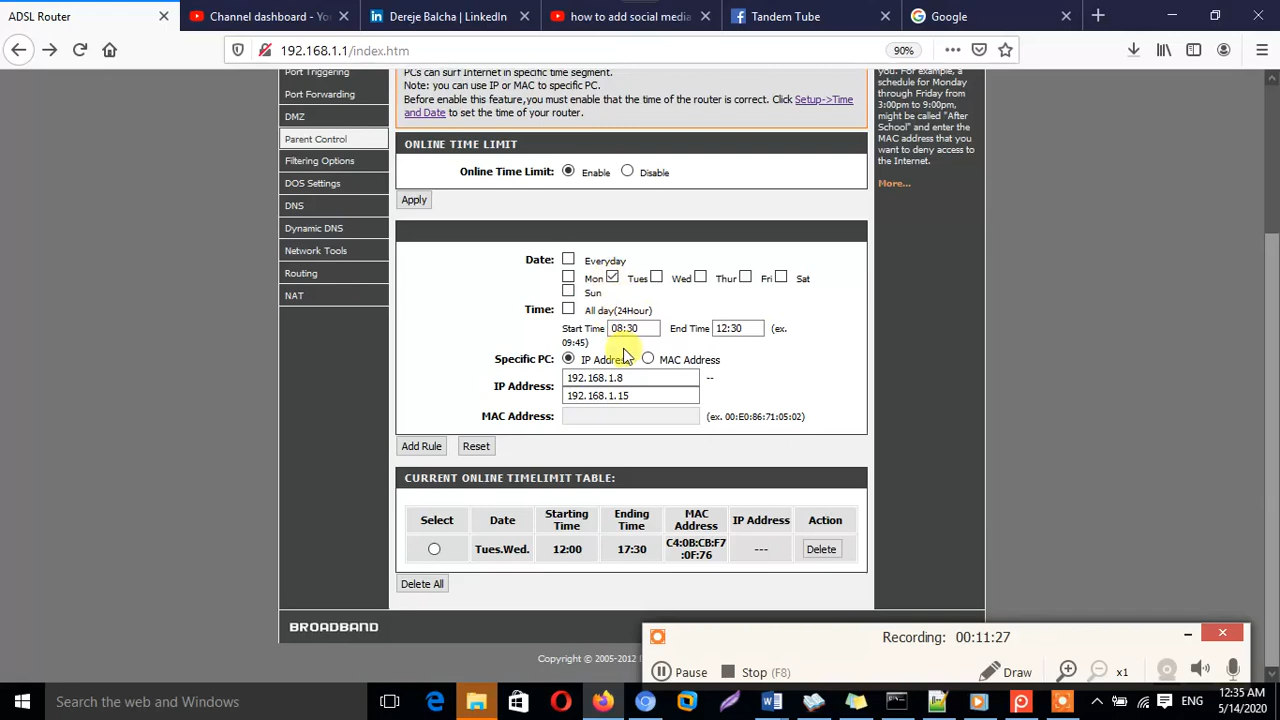 ADSL Router
Channel dashboard - Yo
Dereje Balcha | LinkedIn
how to add social media
Tandem Tube
Google
192.168.1.1/index.htm
90%
Port Triggering
Port Forwarding
DMZ
Parent Control
Filtering Options
DOS Settings
DNS
Dynamic DNS
Network Tools
Routing
NAT
PCs can surf Internet in specific time segment.
Note: you can use IP or MAC to specific PC.
Before enable this feature,you must enable that the time of the router is correct. Click Setup->Time
and Date to set the time of your router.
you. For example, a
schedule for Monday
through Friday from
3:00pm to 9:00pm,
might be called "After
School" and enter the
MAC address that you
want to deny access to
the Internet.
More...
ONLINE TIME LIMIT
Online Time Limit: Enable Disable
Apply
Date: Everyday
Mon Tues Wed Thur Fri Sat
Sun
Time: All day(24Hour)
Start Time 08:30 End Time 12:30 (ex.
09:45)
Specific PC: IP Address MAC Address
192.168.1.8 --
IP Address:
192.168.1.15
MAC Address: (ex. 00:E0:86:71:05:02)
Add Rule Reset
CURRENT ONLINE TIMELIMIT TABLE:
Select Date Starting Time Ending Time MAC Address IP Address Action
Tues.Wed. 12:00 17:30 C4:0B:CB:F7:0F:76 --- Delete
Delete All
BROADBAND
Copyright © 2005-2012
Recording: 00:11:27
Pause Stop (F8) Draw x1
Search the web and Windows
ENG
12:35 AM
5/14/2020